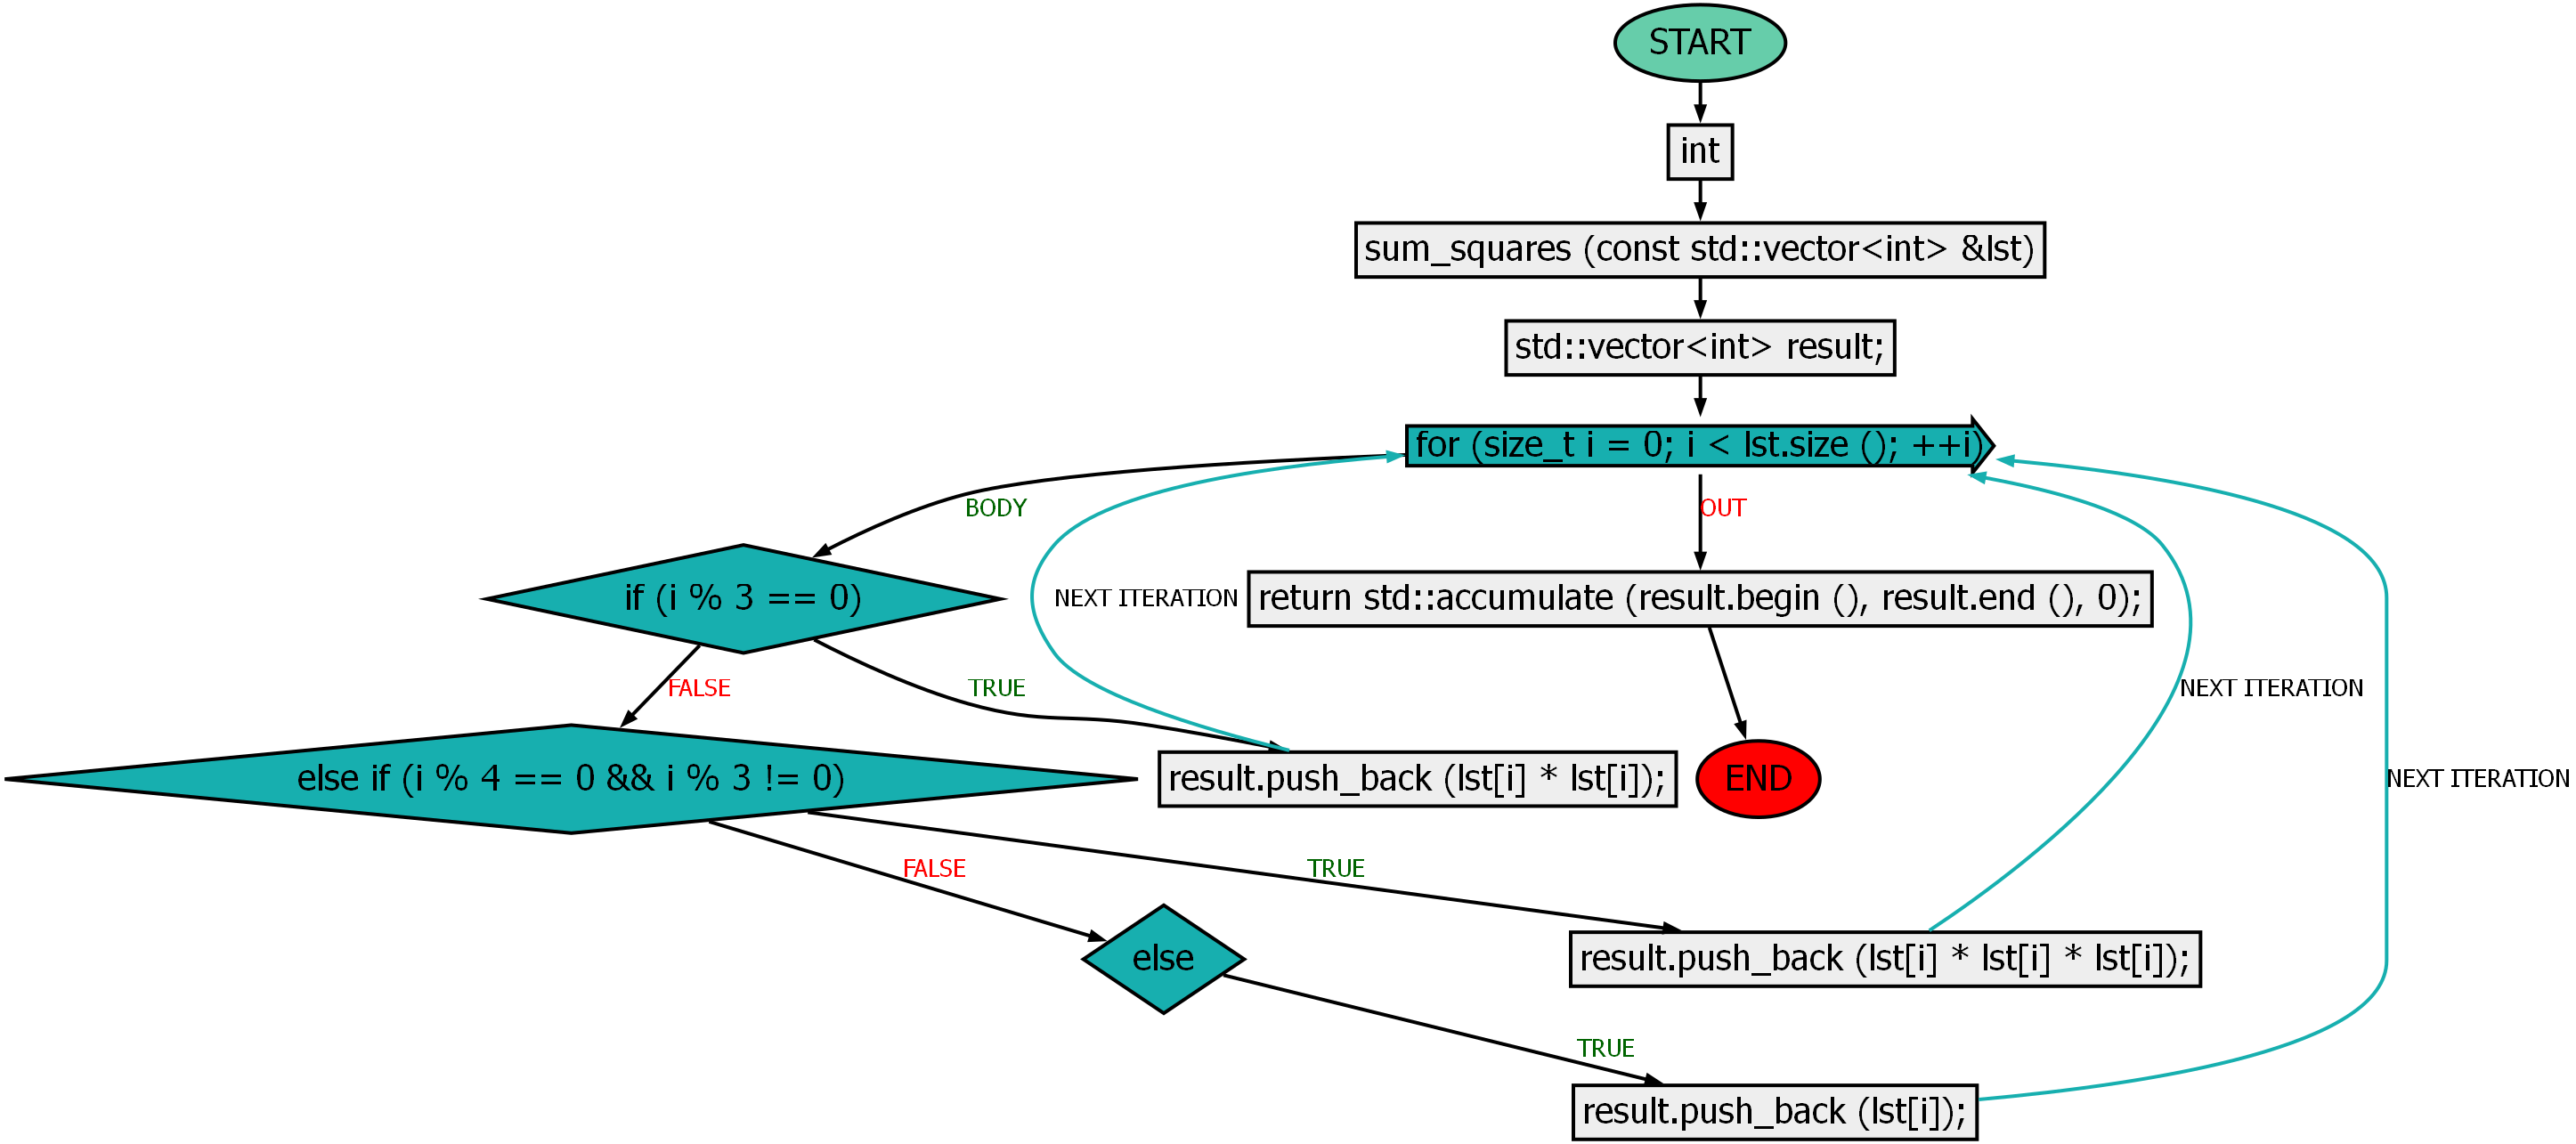 START
int
sum_squares (const std::vector<int> &lst)
std::vector<int> result;
for (size_t i = 0; i < lst.size (); ++i)
BODY
OUT
if (i % 3 == 0)
NEXT ITERATION
return std::accumulate (result.begin (), result.end (), 0);
FALSE
TRUE
NEXT ITERATION
else if (i % 4 == 0 && i % 3 != 0)
result.push_back (lst[i] * lst[i]);
END
NEXT ITERATION
FALSE
TRUE
else
result.push_back (lst[i] * lst[i] * lst[i]);
TRUE
result.push_back (lst[i]);